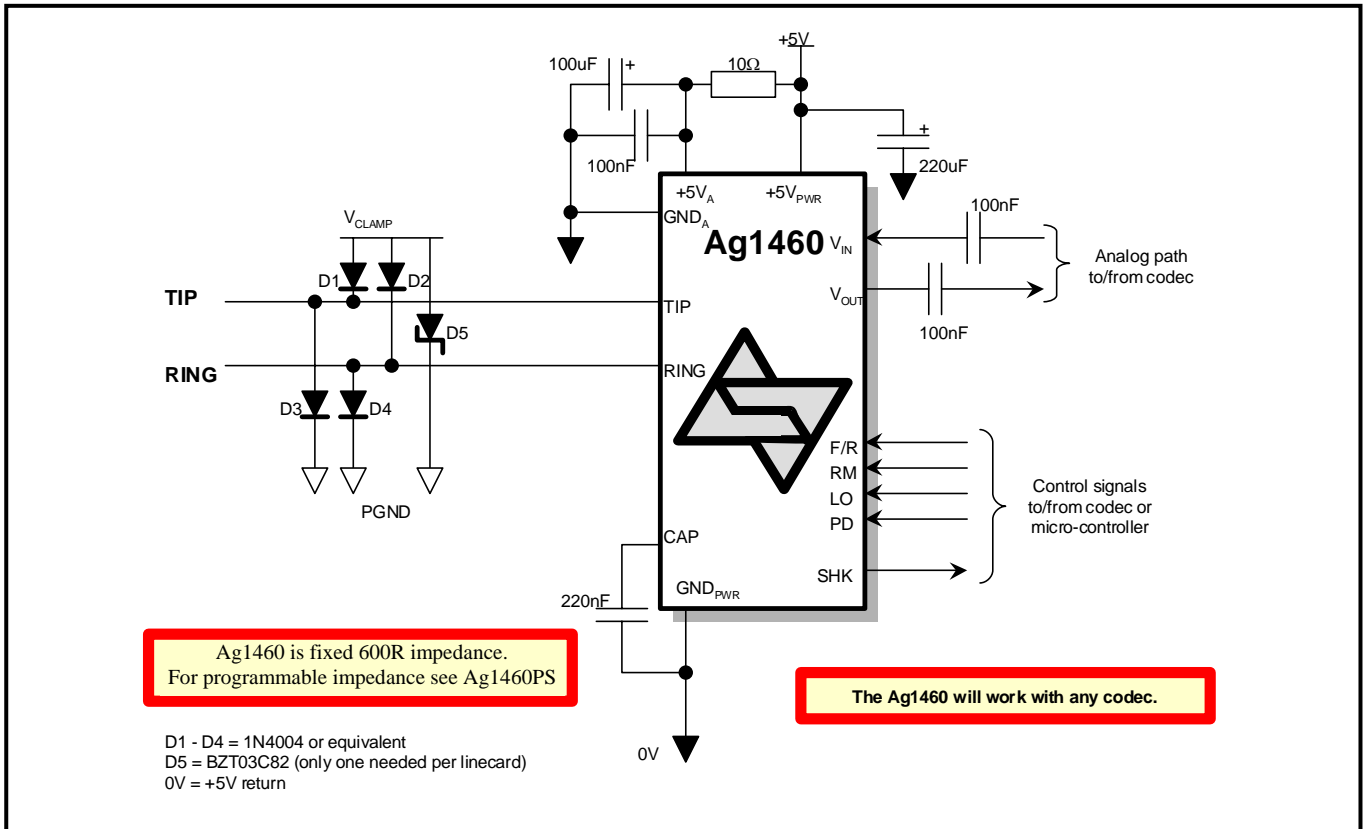 +5V
100uF
+
10Ω
100nF
+
220uF
+5VA
+5VPWR
GNDA
Ag1460
VIN
100nF
VOUT
100nF
Analog path
to/from codec
VCLAMP
D1
D2
TIP
TIP
D5
RING
RING
D3
D4
PGND
F/R
RM
LO
PD
SHK
Control signals
to/from codec or
micro-controller
CAP
GNDPWR
220nF
0V
Ag1460 is fixed 600R impedance.
For programmable impedance see Ag1460PS
The Ag1460 will work with any codec.
D1 - D4 = 1N4004 or equivalent
D5 = BZT03C82 (only one needed per linecard)
0V = +5V return